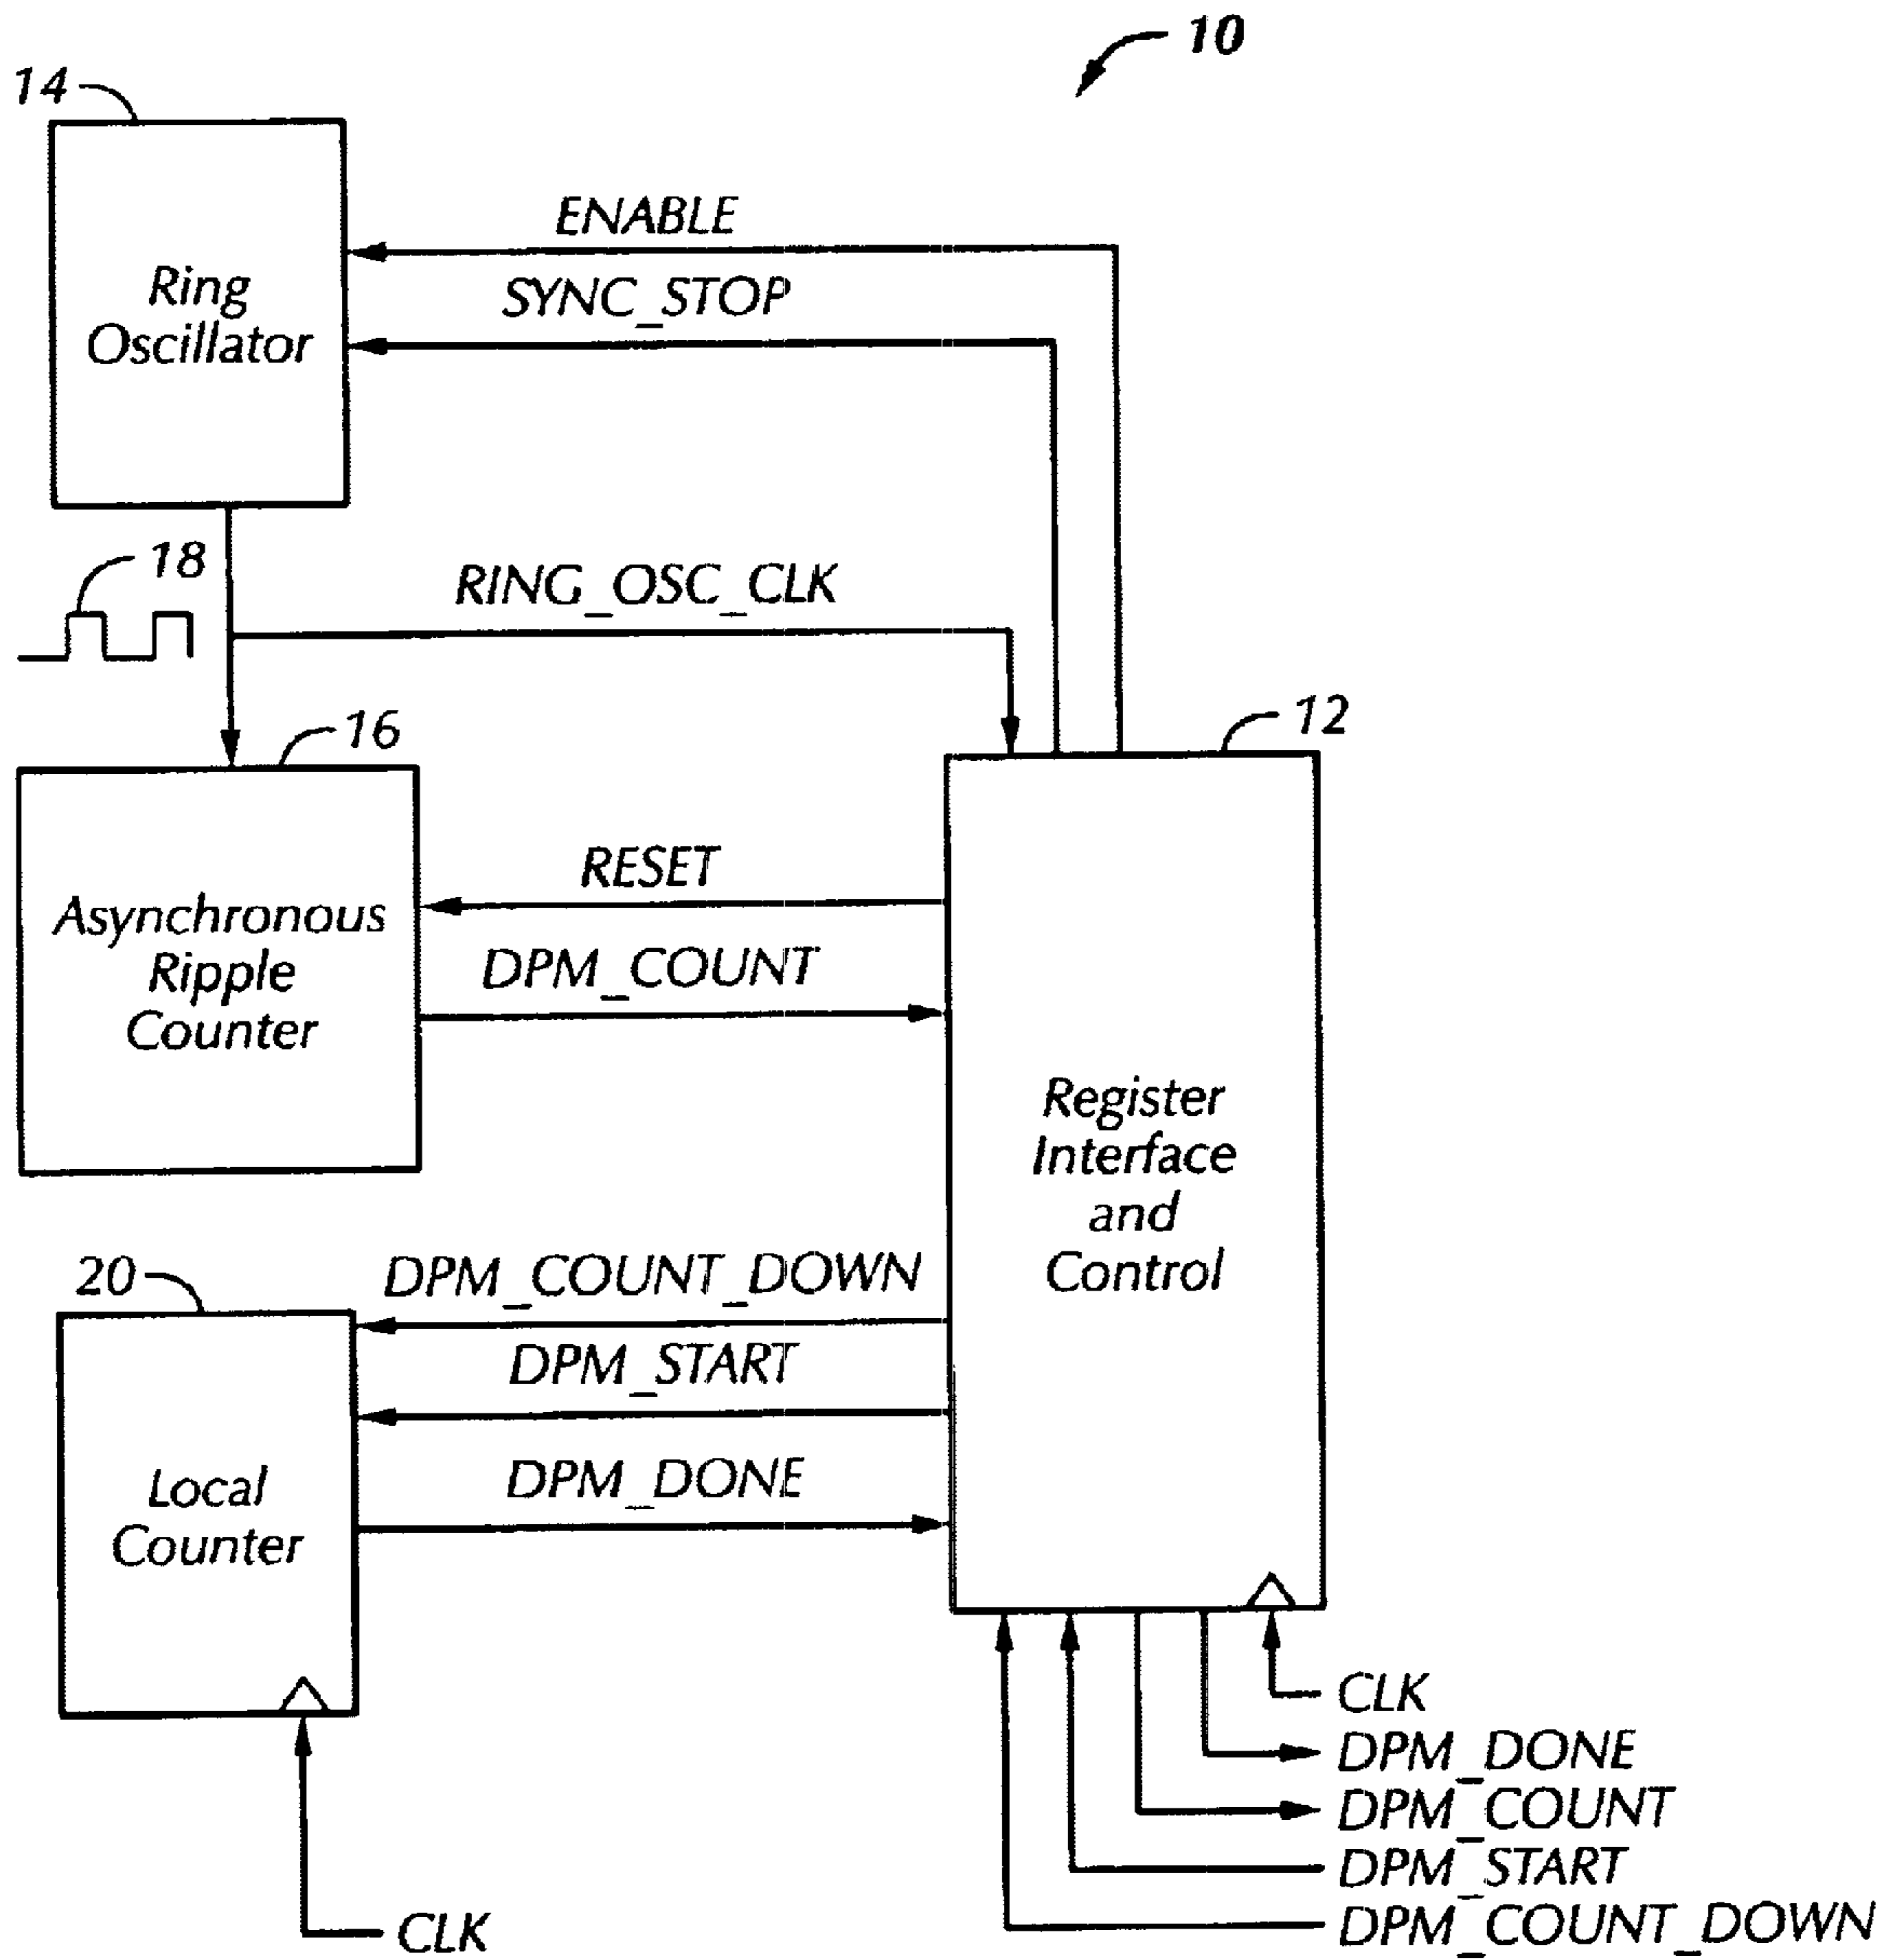 10
14
ENABLE
SYNC_STOP
Ring
Oscillator
18
RING_OSC_CLK
16
12
RESET
DPM_COUNT
Asynchronous
Ripple
Counter
Register
Interface
and
Control
20
DPM_COUNT_DOWN
DPM_START
DPM_DONE
Local
Counter
CLK
DPM_DONE
DPM_COUNT
DPM_START
DPM_COUNT_DOWN
CLK